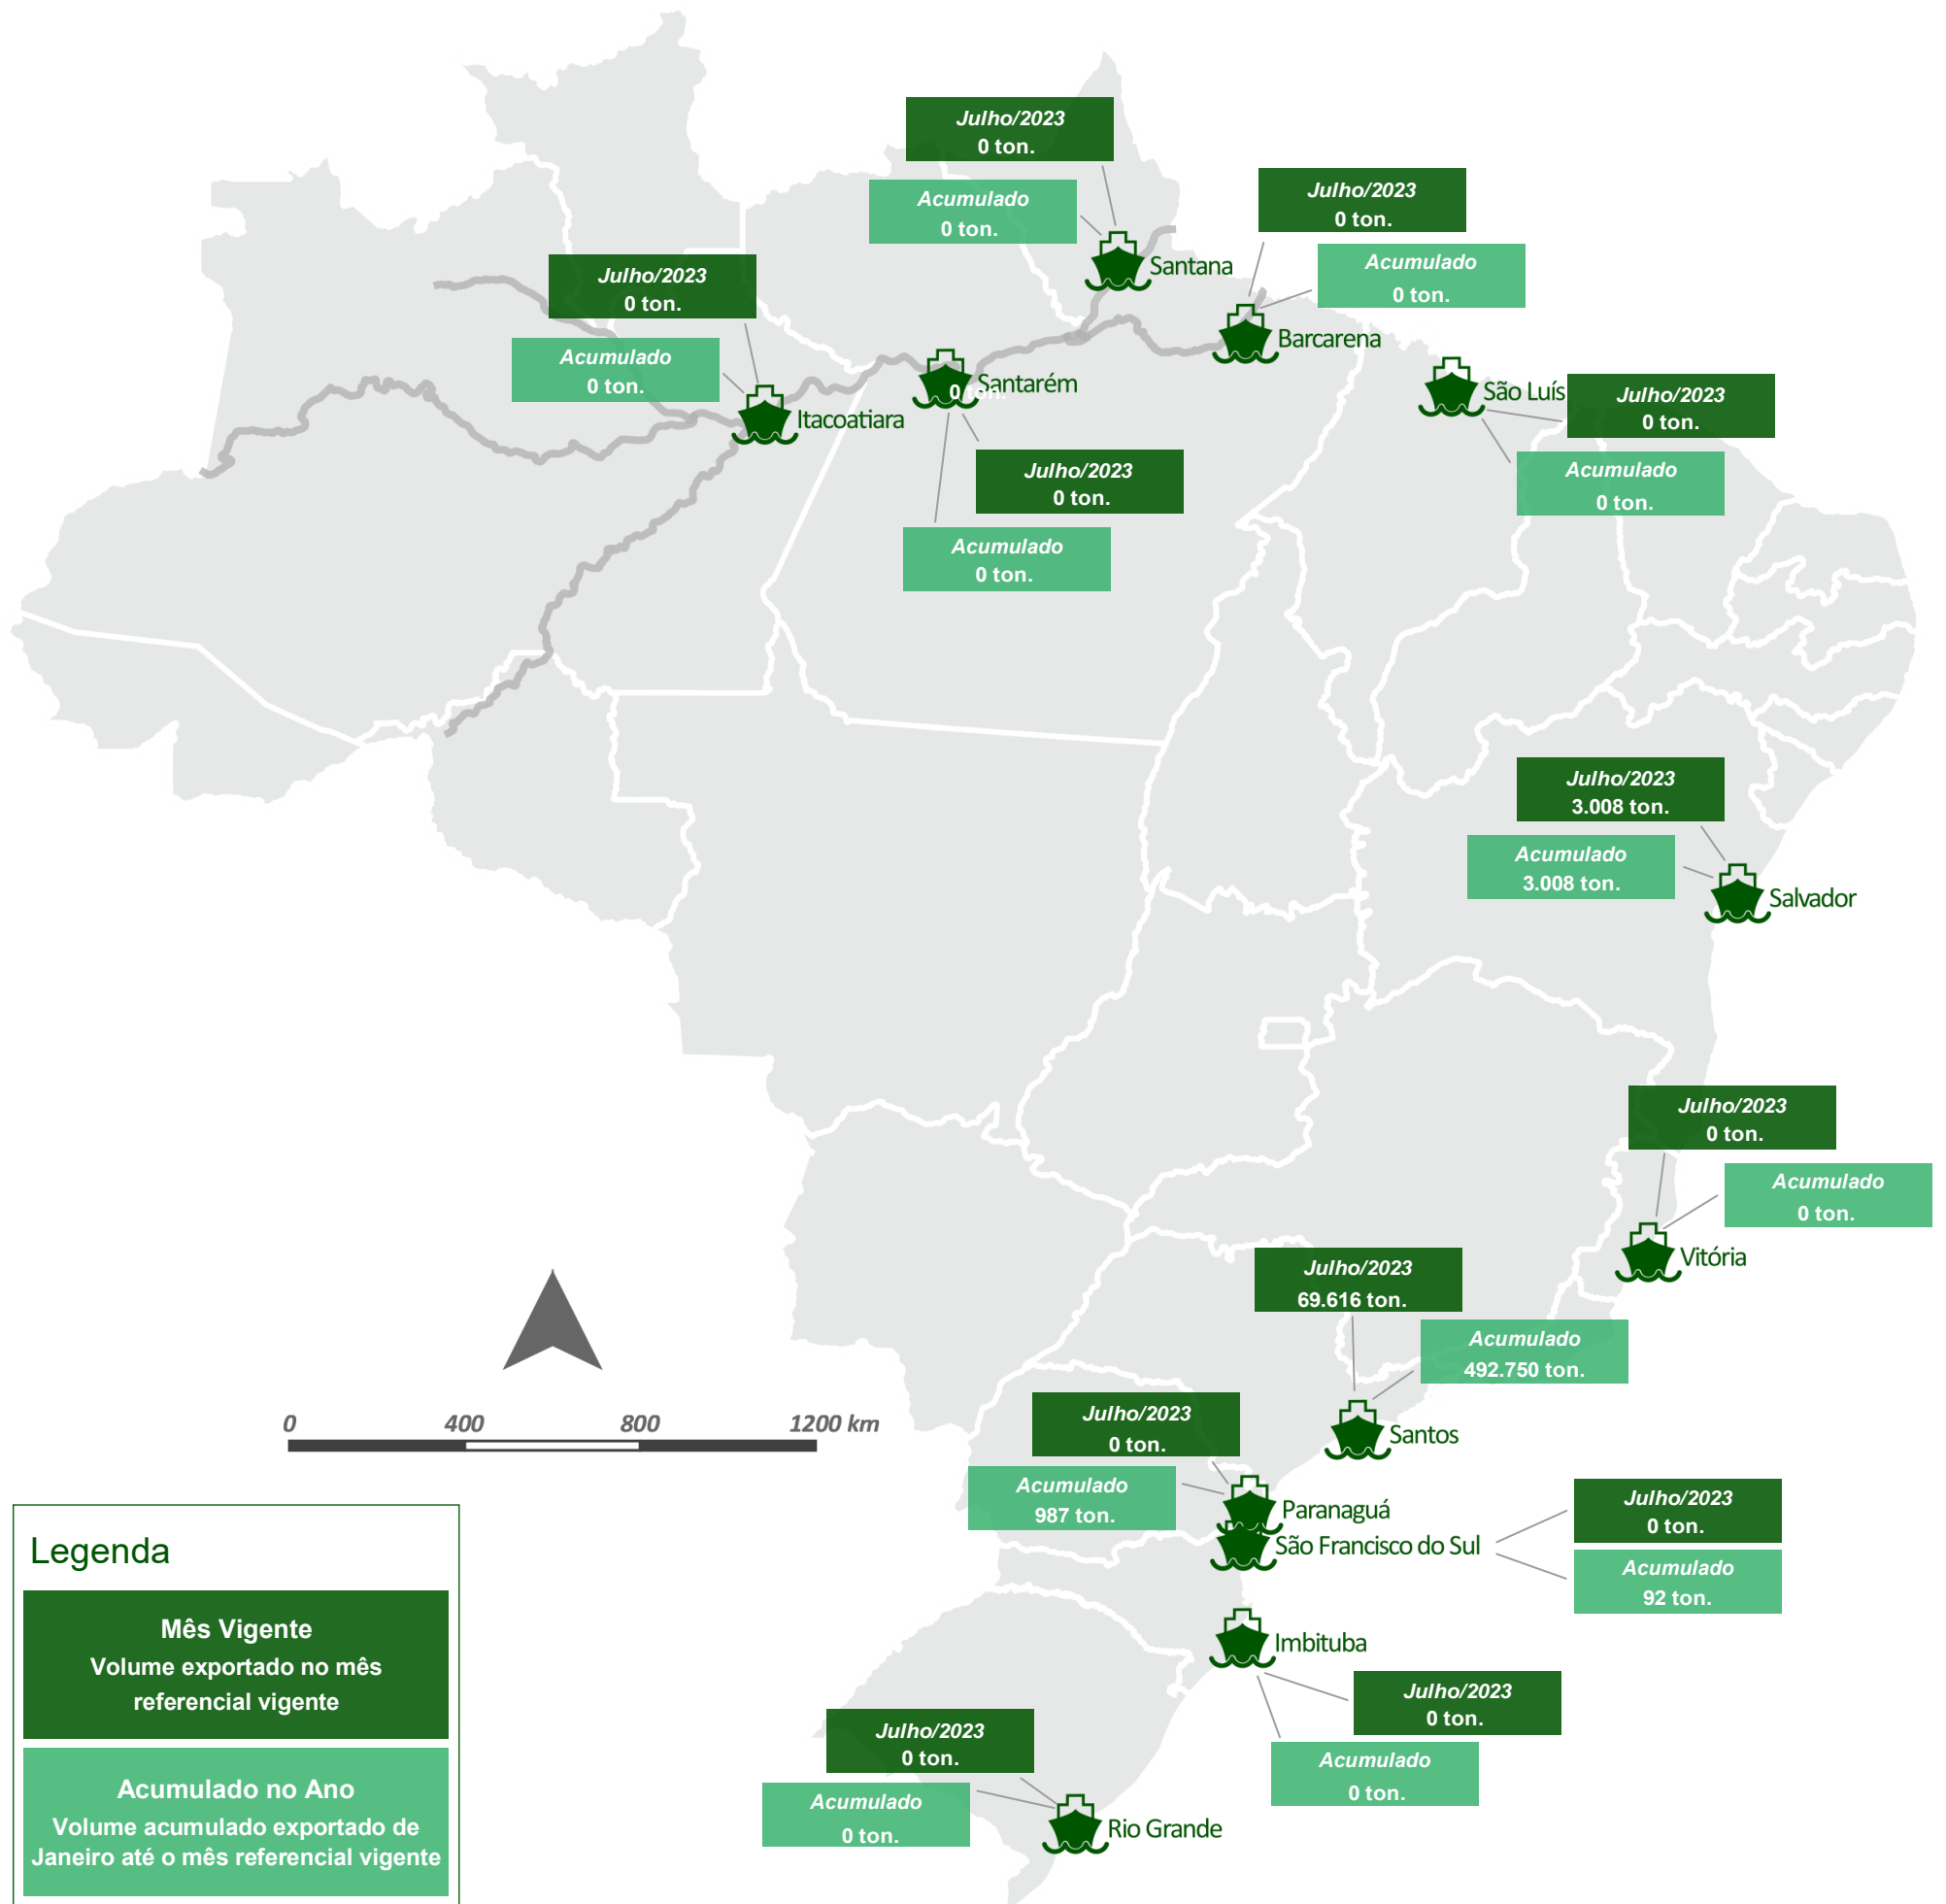 Julho/2023
0 ton.
Acumulado
0 ton.
Santana
Julho/2023
0 ton.
Acumulado
0 ton.
Barcarena
Julho/2023
0 ton.
Acumulado
0 ton.
Itacoatiara
Santarém
0 ton.
Julho/2023
0 ton.
Acumulado
0 ton.
São Luís
Julho/2023
0 ton.
Acumulado
0 ton.
Julho/2023
3.008 ton.
Acumulado
3.008 ton.
Salvador
Julho/2023
0 ton.
Acumulado
0 ton.
Vitória
Julho/2023
69.616 ton.
Acumulado
492.750 ton.
Santos
Julho/2023
0 ton.
Acumulado
987 ton.
Paranaguá
São Francisco do Sul
Julho/2023
0 ton.
Acumulado
92 ton.
Imbituba
Julho/2023
0 ton.
Acumulado
0 ton.
Julho/2023
0 ton.
Acumulado
0 ton.
Rio Grande
0 400 800 1200 km
Legenda
Mês Vigente
Volume exportado no mês
referencial vigente
Acumulado no Ano
Volume acumulado exportado de
Janeiro até o mês referencial vigente